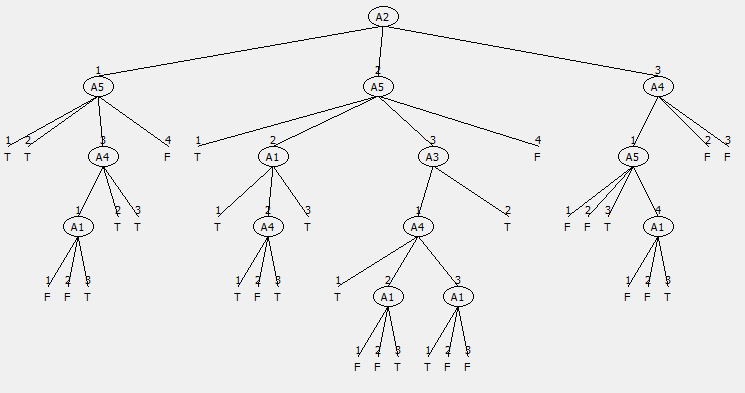 A2
1 2 3
A5 A5 A4
1 2 3 4 1 2 3 4 1 2 3
T T A4 F T A1 A3 F A5 F F
1 2 3 1 2 3 1 2 1 2 3 4
A1 T T T A4 T A4 T F F T A1
1 2 3 1 2 3 1 2 3 1 2 3
F F T T F T T A1 A1 F F T
1 2 3 1 2 3
F F T T F F